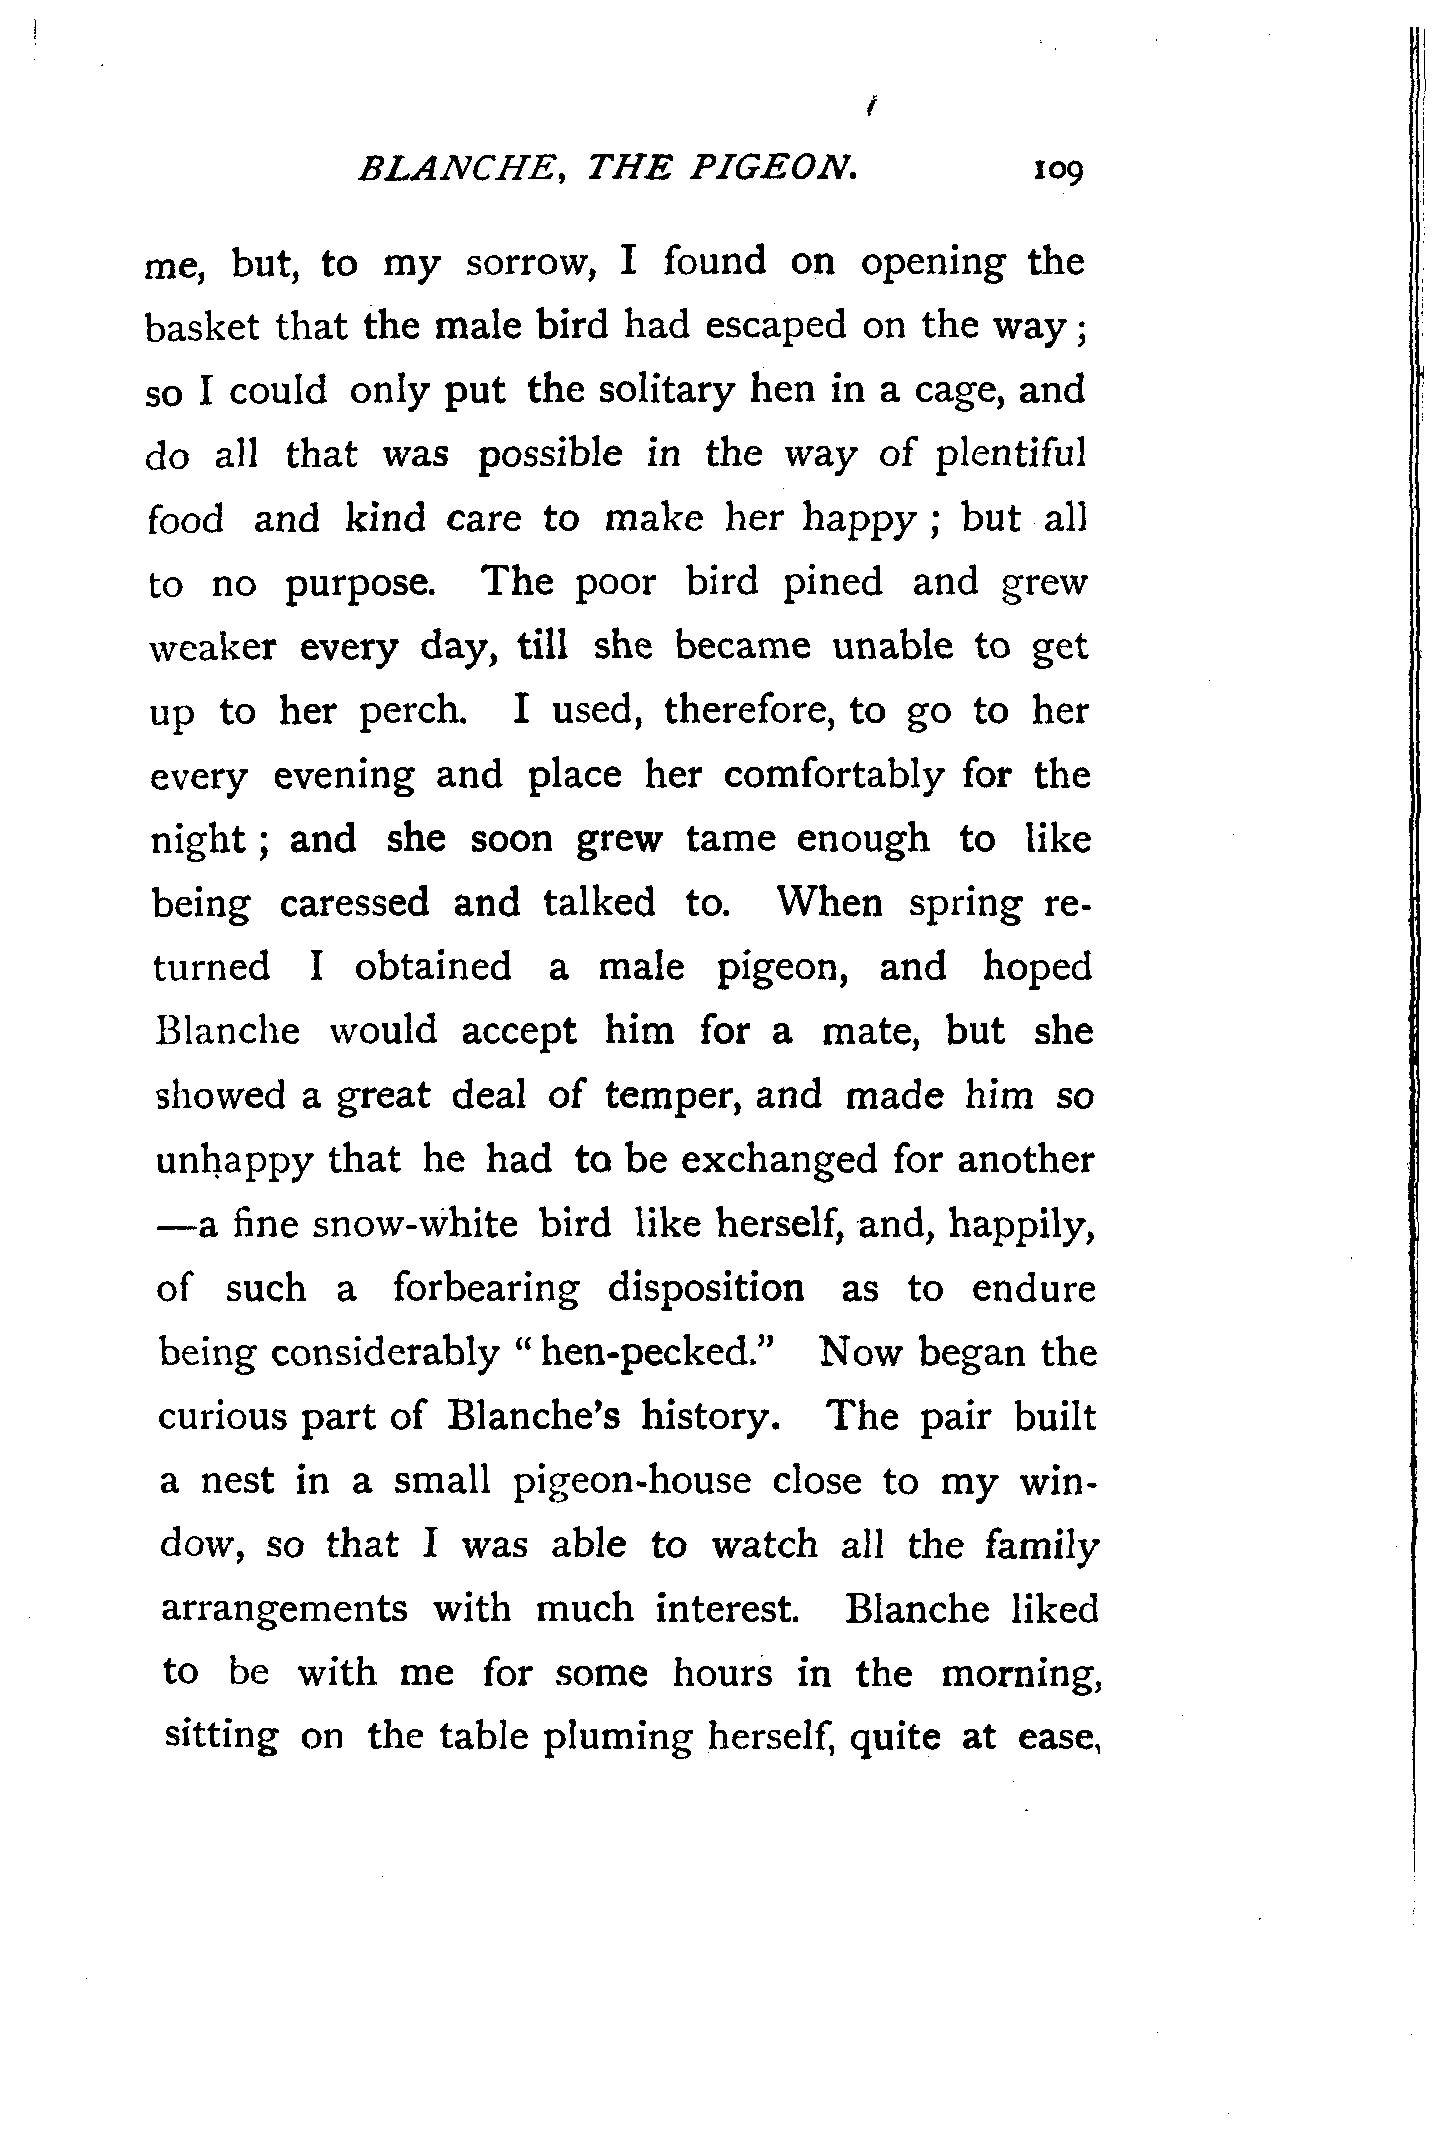 BLANCHE, THE PIGEON. 109
me, but, to my sorrow, I found on opening the
basket that the male bird had escaped on the way ;
so I could only put the solitary hen in a cage, and
do all that was possible in the way of plentiful
food and kind care to make her happy ; but all
to no purpose. The poor bird pined and grew
weaker every day, till she became unable to get
up to her perch. I used, therefore, to go to her
every evening and place her comfortably for the
night ; and she soon grew tame enough to like
being caressed and talked to. When spring re-
turned I obtained a male pigeon, and hoped
Blanche would accept him for a mate, but she
showed a great deal of temper, and made him so
unhappy that he had to be exchanged for another
—a fine snow-white bird like herself, and, happily,
of such a forbearing disposition as to endure
being considerably “ hen-pecked.” Now began the
curious part of Blanche’s history. The pair built
a nest in a small pigeon-house close to my win-
dow, so that I was able to watch all the family
arrangements with much interest. Blanche liked
to be with me for some hours in the morning,
sitting on the table pluming herself, quite at ease,